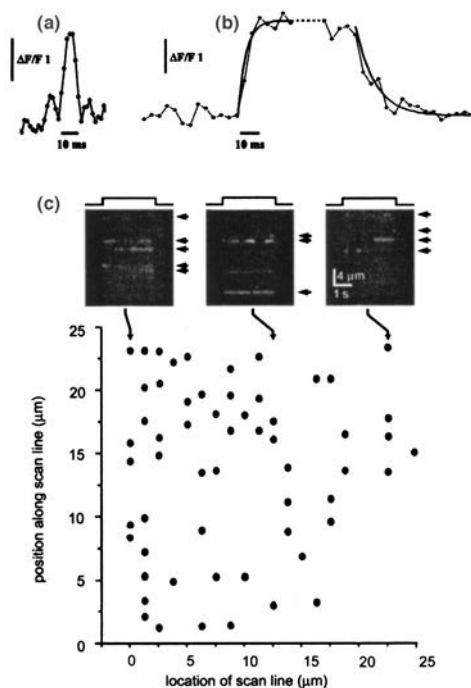 (a)
(b)
ΔF/F 1
ΔF/F 1
10 ms
10 ms
(c)
4 μm
1 s
25
20
15
10
5
0
position along scan line (μm)
0 5 10 15 20 25
location of scan line (μm)